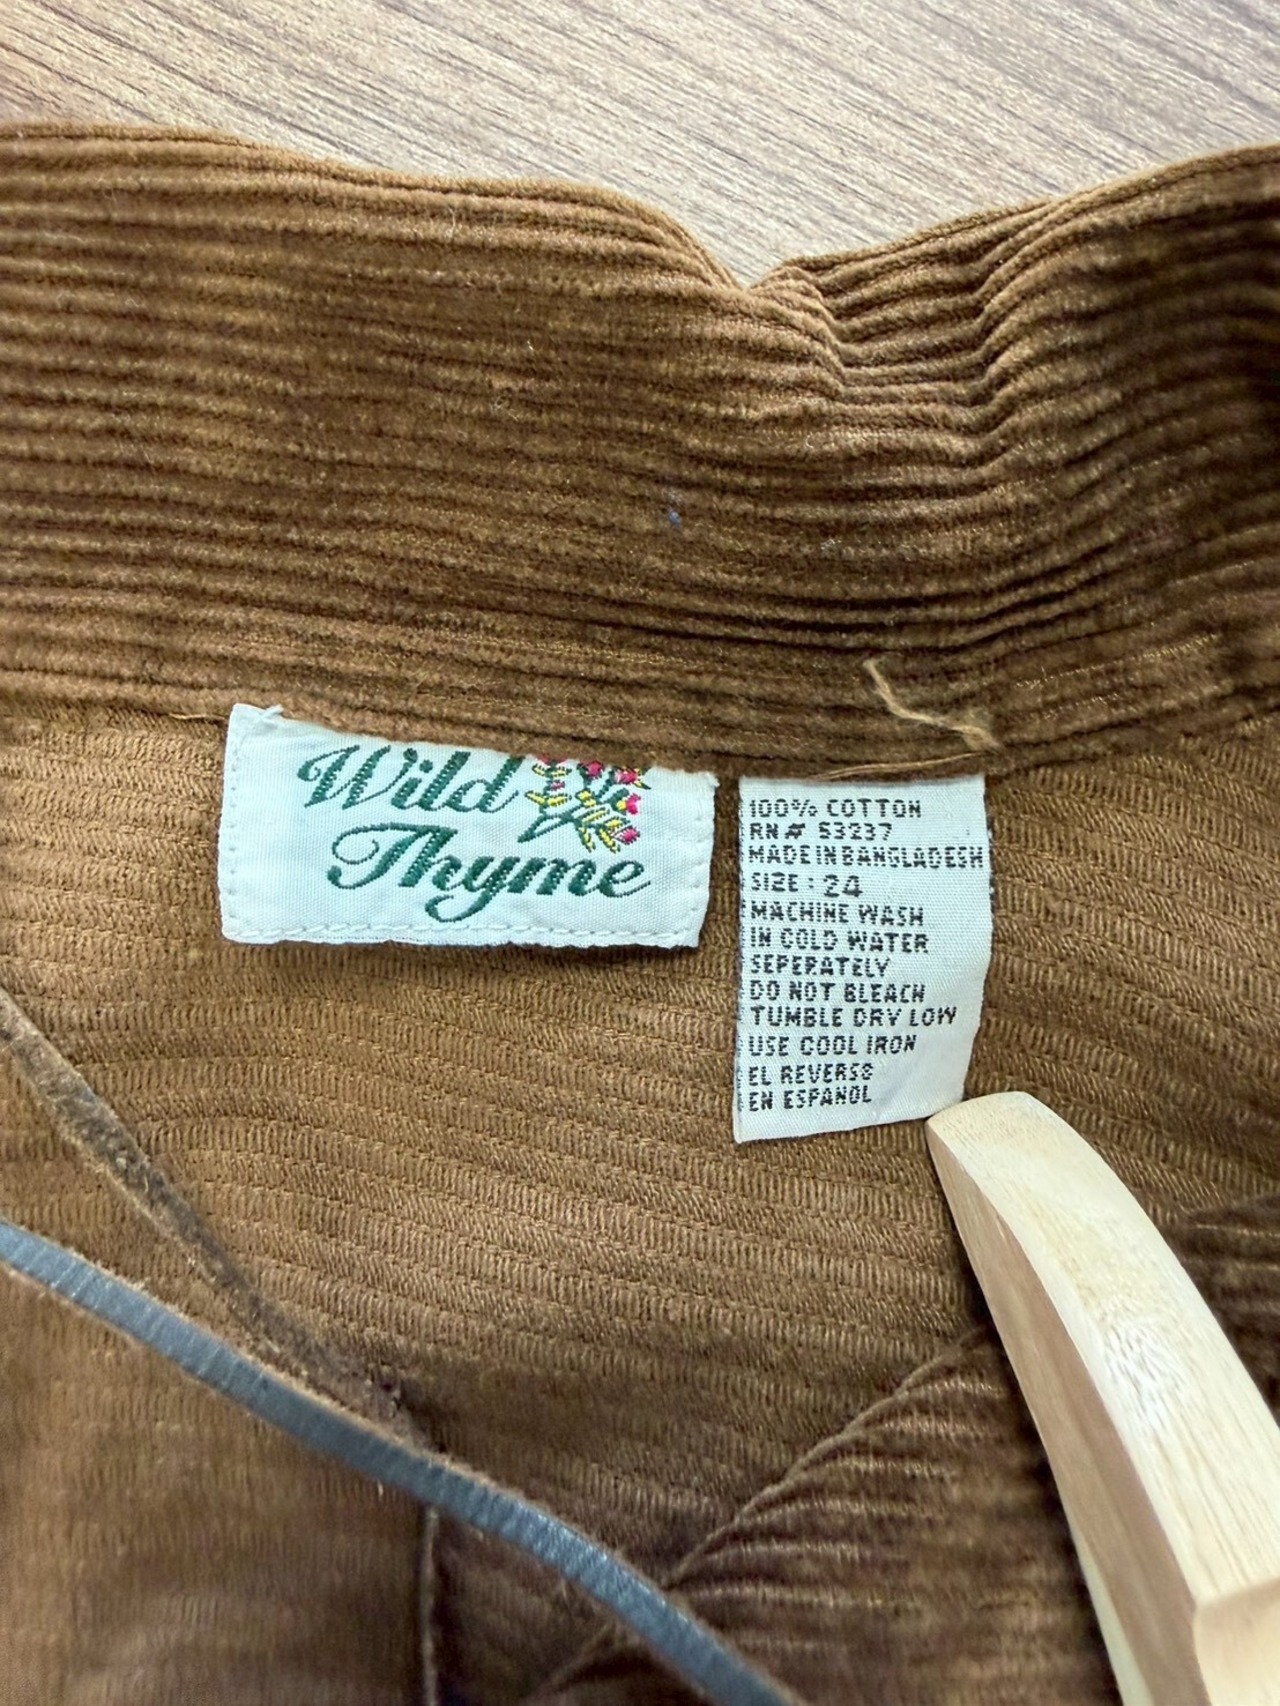 Wild
Thyme
100% COTTON
RN# 53237
MADE IN BANGLADESH
SIZE : 24
MACHINE WASH
IN COLD WATER
SEPERATELY
DO NOT BLEACH
TUMBLE DRY LOW
USE COOL IRON
EL REVERSO
EN ESPANOL